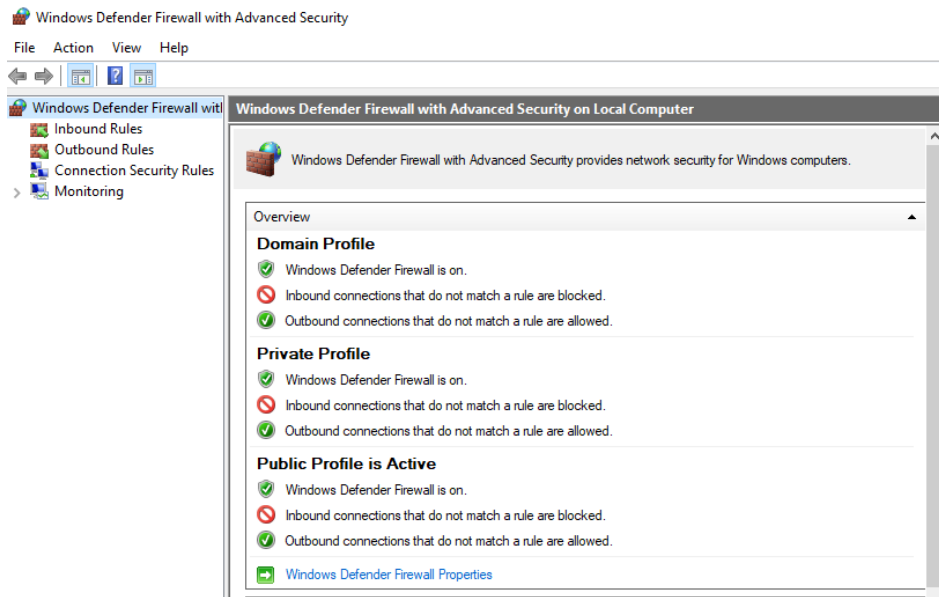 Windows Defender Firewall with Advanced Security
File Action View Help
Windows Defender Firewall with Advanced Security on Local Computer
Windows Defender Firewall wit
Inbound Rules
Outbound Rules
Connection Security Rules
Monitoring
Windows Defender Firewall with Advanced Security provides network security for Windows computers.
Overview
Domain Profile
Windows Defender Firewall is on.
Inbound connections that do not match a rule are blocked.
Outbound connections that do not match a rule are allowed.
Private Profile
Windows Defender Firewall is on.
Inbound connections that do not match a rule are blocked.
Outbound connections that do not match a rule are allowed.
Public Profile is Active
Windows Defender Firewall is on.
Inbound connections that do not match a rule are blocked.
Outbound connections that do not match a rule are allowed.
Windows Defender Firewall Properties